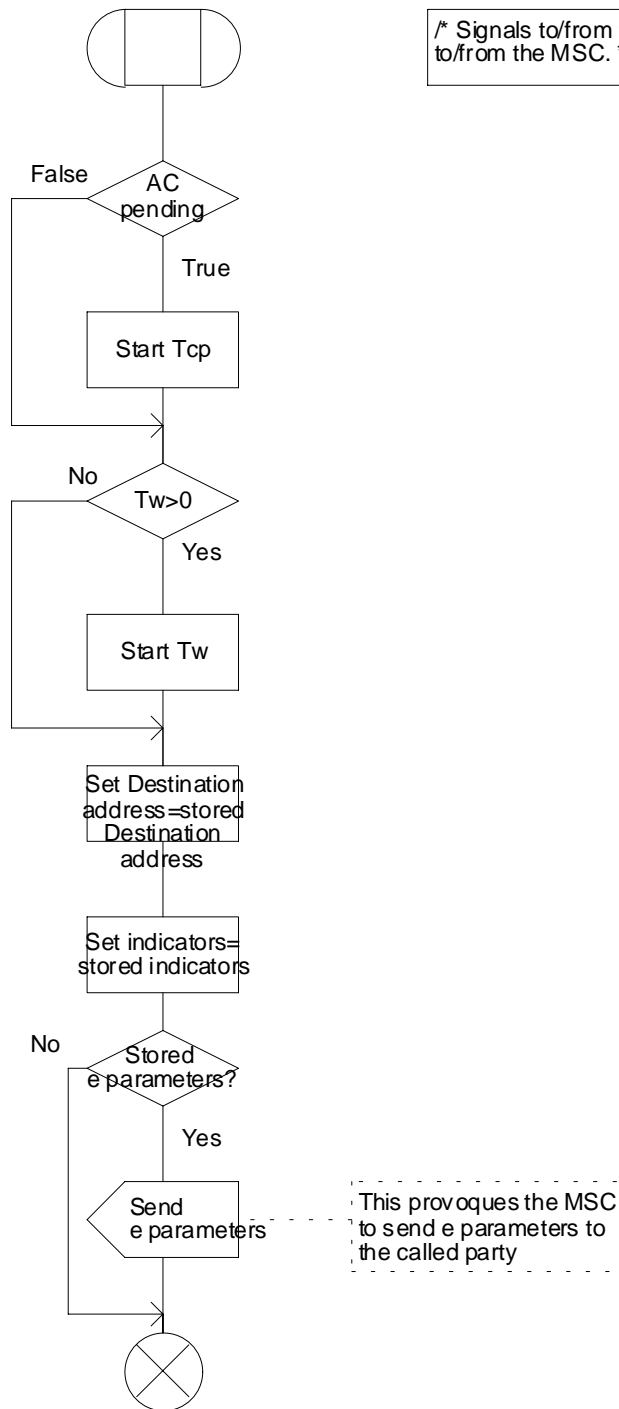 /* Signals to/from
to/from the MSC. *
False
AC
pending
True
Start Tcp
No
Tw>0
Yes
Start Tw
Set Destination
address=stored
Destination
address
Set indicators=
stored indicators
No
Stored
e parameters?
Yes
Send
e parameters
This provoques the MSC
to send e parameters to
the called party